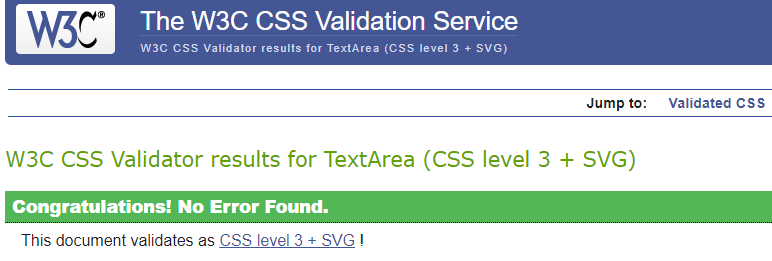 W3C®
The W3C CSS Validation Service
W3C CSS Validator results for TextArea (CSS level 3 + SVG)
Jump to: Validated CSS
W3C CSS Validator results for TextArea (CSS level 3 + SVG)
Congratulations! No Error Found.
This document validates as CSS level 3 + SVG !